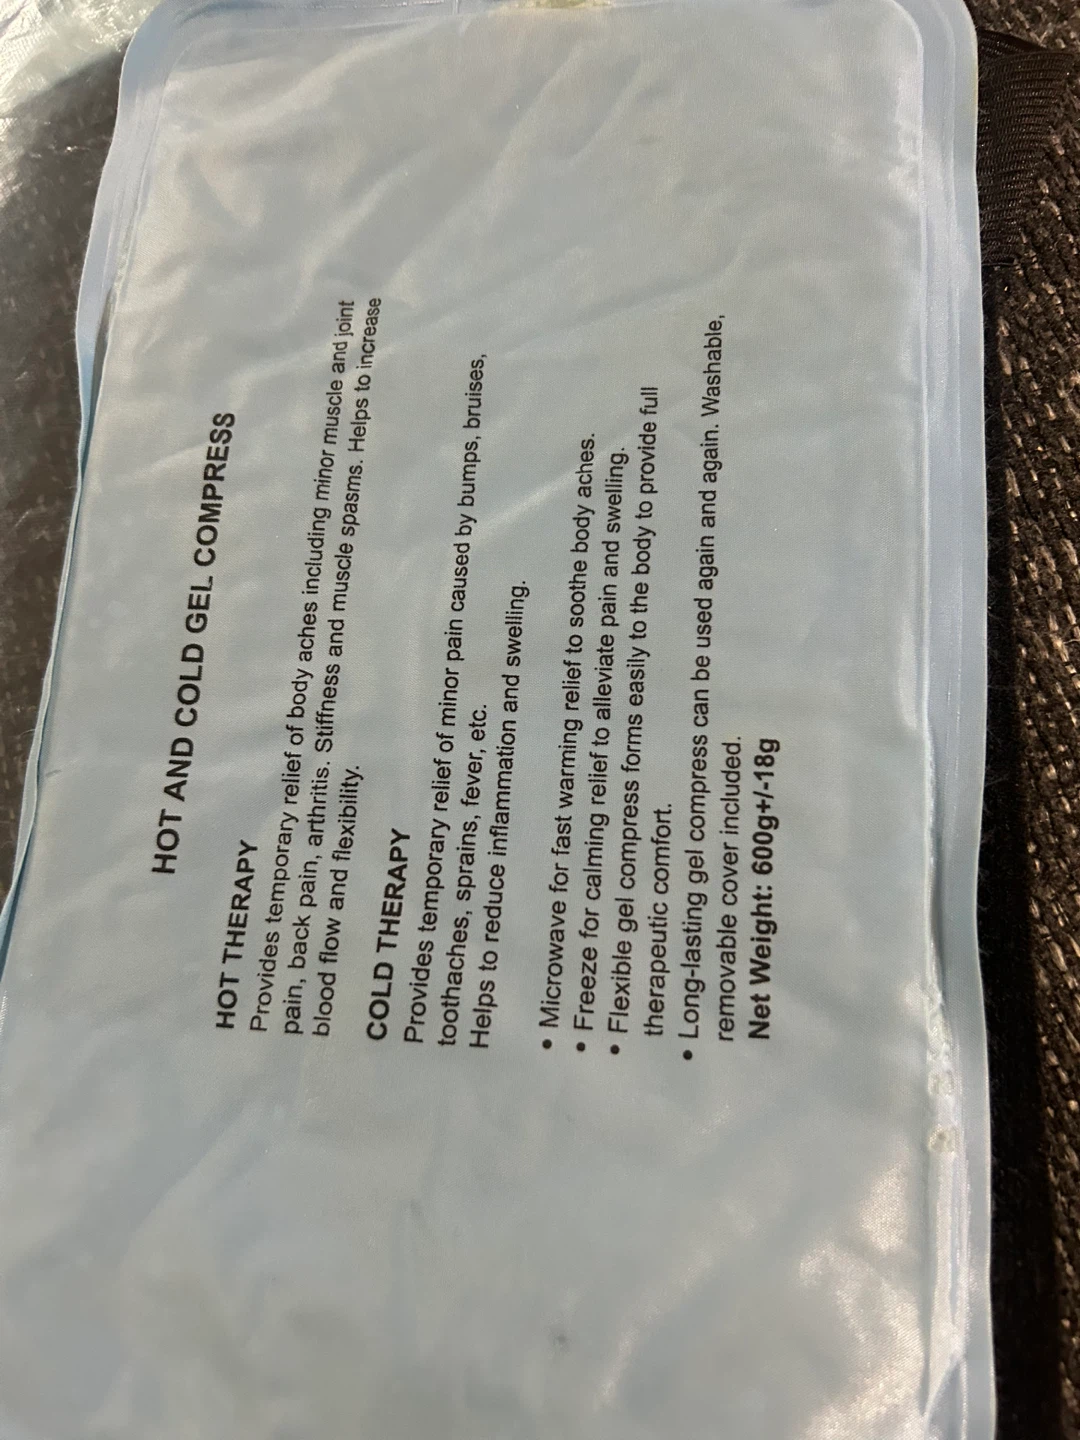 HOT AND COLD GEL COMPRESS
HOT THERAPY
Provides temporary relief of body aches including minor muscle and joint
pain, back pain, arthritis. Stiffness and muscle spasms. Helps to increase
blood flow and flexibility.
COLD THERAPY
Provides temporary relief of minor pain caused by bumps, bruises,
toothaches, sprains, fever, etc.
Helps to reduce inflammation and swelling.
• Microwave for fast warming relief to soothe body aches.
• Freeze for calming relief to alleviate pain and swelling.
• Flexible gel compress forms easily to the body to provide full
therapeutic comfort.
• Long-lasting gel compress can be used again and again. Washable,
removable cover included.
Net Weight: 600g+/-18g